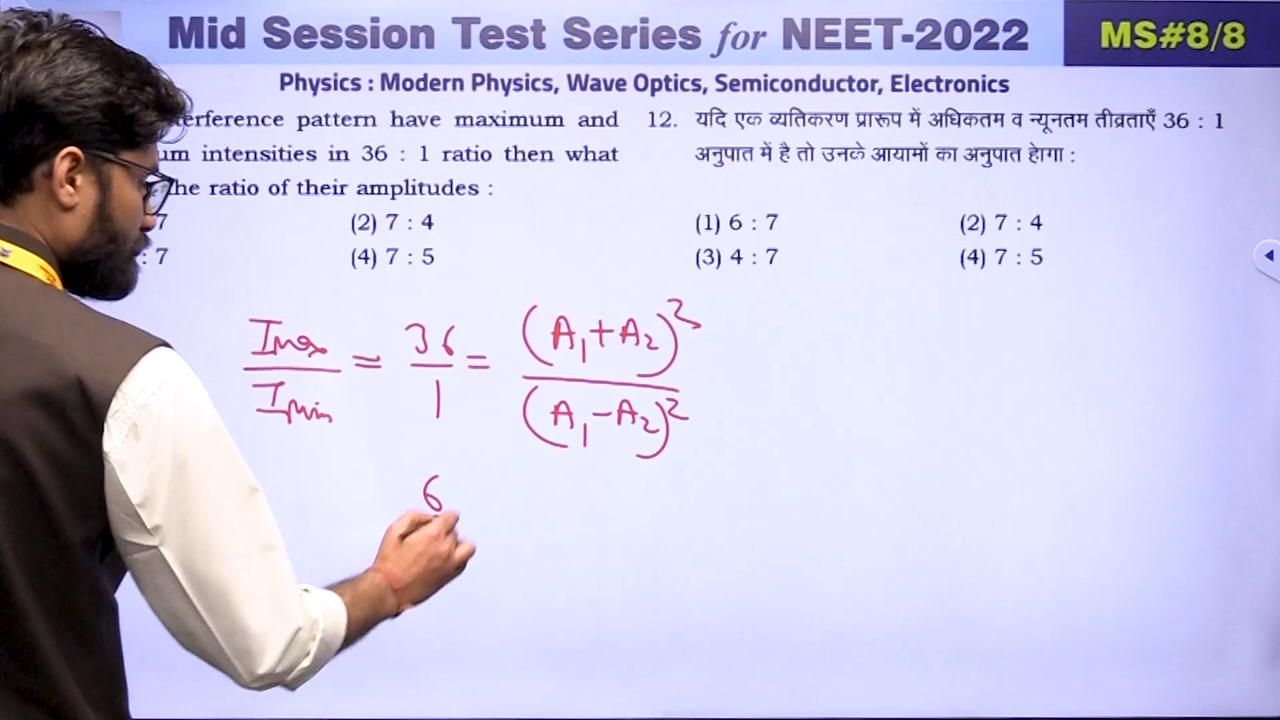 Mid Session Test Series for NEET-2022
MS#8/8
Physics : Modern Physics, Wave Optics, Semiconductor, Electronics
pattern have maximum and
intensities in 36 : 1 ratio then what
the ratio of their amplitudes :
7
(2) 7 : 4
: 7
(4) 7 : 5
12. यदि एक व्यतिकरण प्रारूप में अधिकतम व न्यूनतम तीव्रताएँ 36 : 1
अनुपात में है तो उनके आयामों का अनुपात होगा :
(1) 6 : 7
(2) 7 : 4
(3) 4 : 7
(4) 7 : 5
Imax / Imin = 36 / 1 = (A₁+A₂)² / (A₁-A₂)²
6